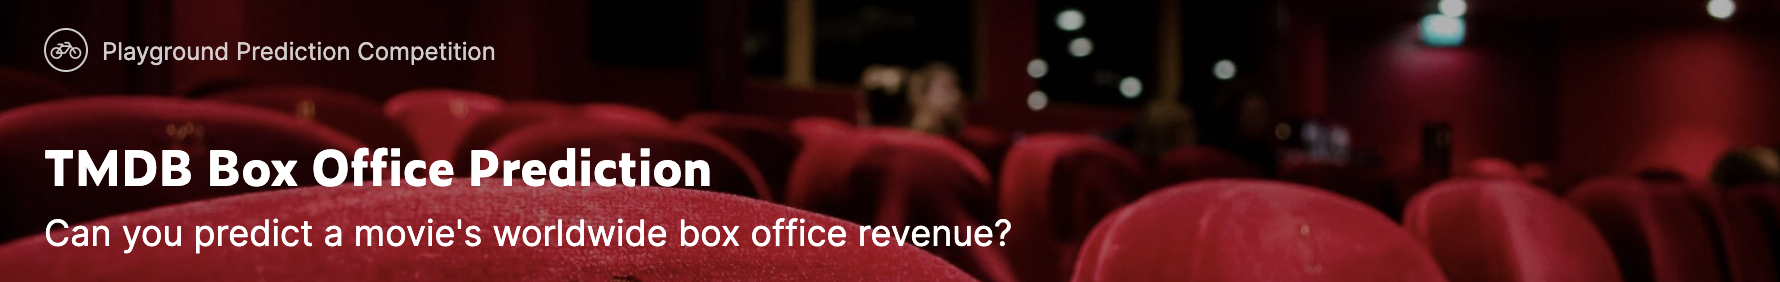 Playground Prediction Competition
TMDB Box Office Prediction
Can you predict a movie's worldwide box office revenue?